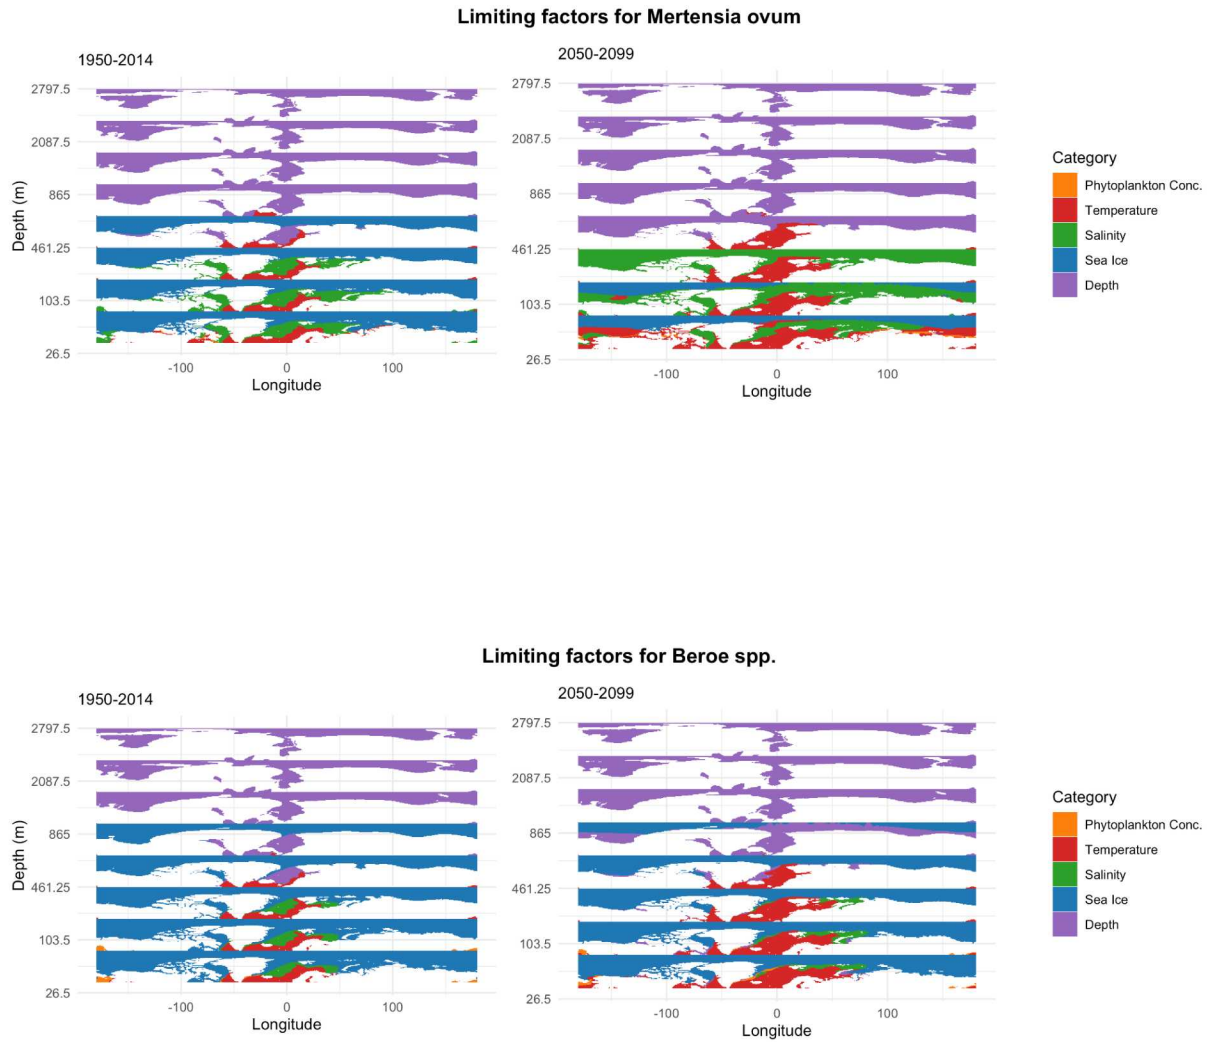 Limiting factors for Mertensia ovum
1950-2014
2050-2099
2797.5
2087.5
865
461.25
103.5
26.5
Depth (m)
-100
0
100
Longitude
2797.5
2087.5
865
461.25
103.5
26.5
-100
0
100
Longitude
Category
Phytoplankton Conc.
Temperature
Salinity
Sea Ice
Depth
Limiting factors for Beroe spp.
1950-2014
2050-2099
2797.5
2087.5
865
461.25
103.5
26.5
Depth (m)
-100
0
100
Longitude
2797.5
2087.5
865
461.25
103.5
26.5
-100
0
100
Longitude
Category
Phytoplankton Conc.
Temperature
Salinity
Sea Ice
Depth